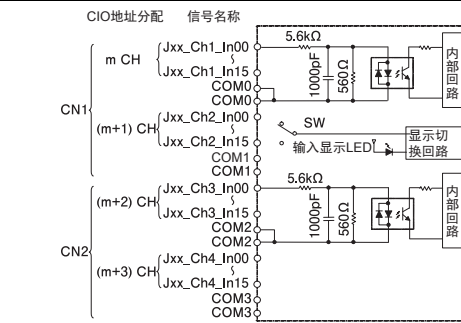 CIO地址分配 信号名称
5.6kΩ
Jxx_Ch1_In00
m CH
~
Jxx_Ch1_In15
1000pF
560Ω
内部回路
COM0
COM0
CN1
Jxx_Ch2_In00
(m+1) CH
~
SW
Jxx_Ch2_In15
输入显示LED
显示切换回路
COM1
COM1
5.6kΩ
Jxx_Ch3_In00
(m+2) CH
~
Jxx_Ch3_In15
1000pF
560Ω
内部回路
COM2
COM2
CN2
Jxx_Ch4_In00
(m+3) CH
~
Jxx_Ch4_In15
COM3
COM3